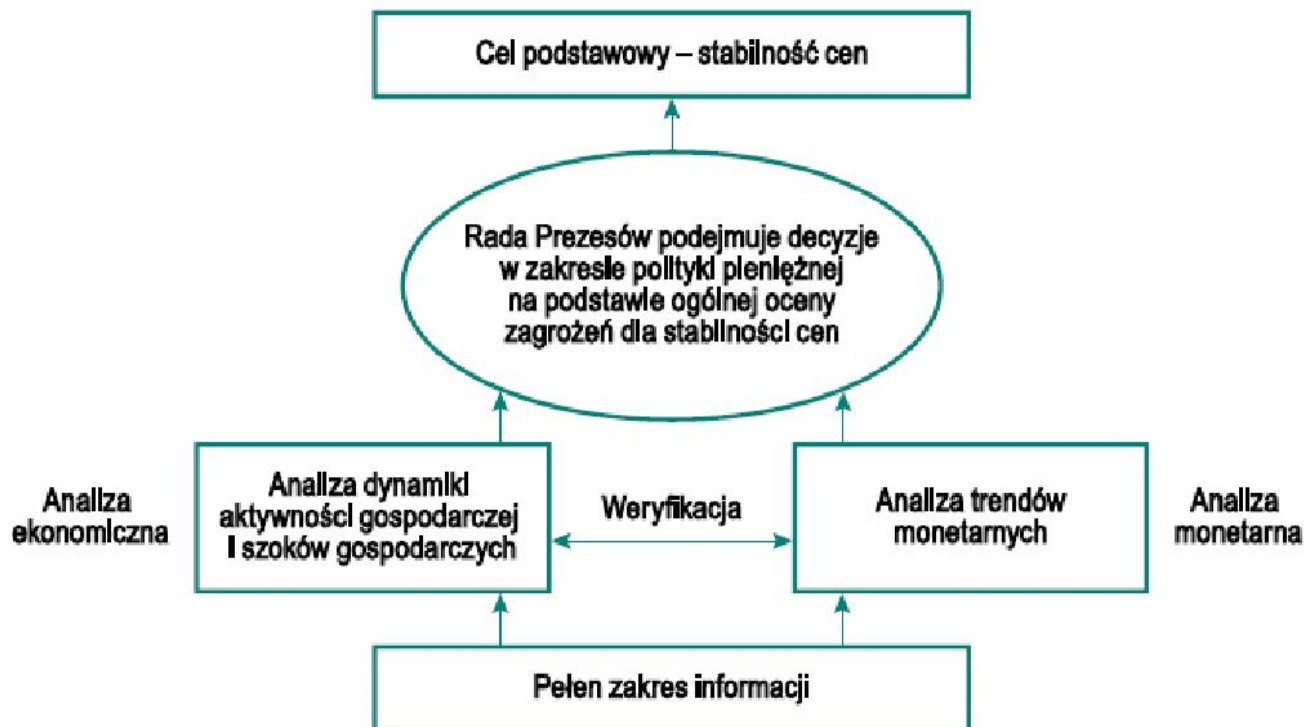 Cel podstawowy – stabilność cen
Rada Prezesów podejmuje decyzje
w zakresie polityki pieniężnej
na podstawie ogólnej oceny
zagrożeń dla stabilności cen
Analiza
ekonomiczna
Analiza dynamiki
aktywności gospodarczej
i szoków gospodarczych
Weryfikacja
Analiza trendów
monetarnych
Analiza
monetarna
Pełen zakres informacji